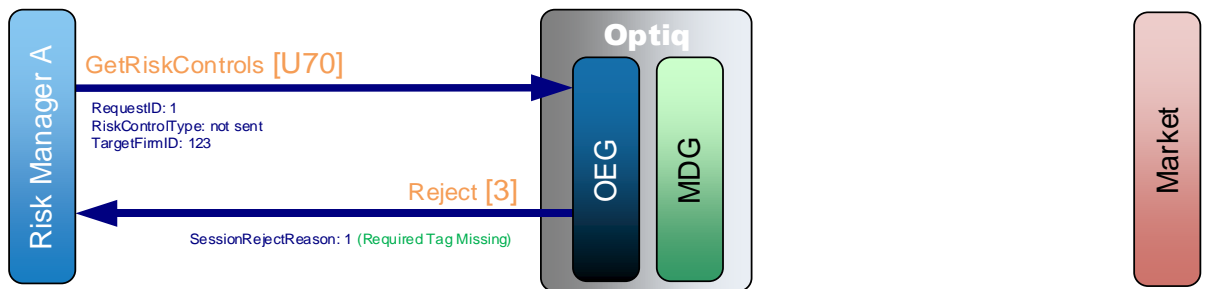 Optiq
Risk Manager A
GetRiskControls [U70]
RequestID: 1
RiskControlType: not sent
TargetFirmID: 123
Reject [3]
SessionRejectReason: 1 (Required Tag Missing)
OEG
MDG
Market